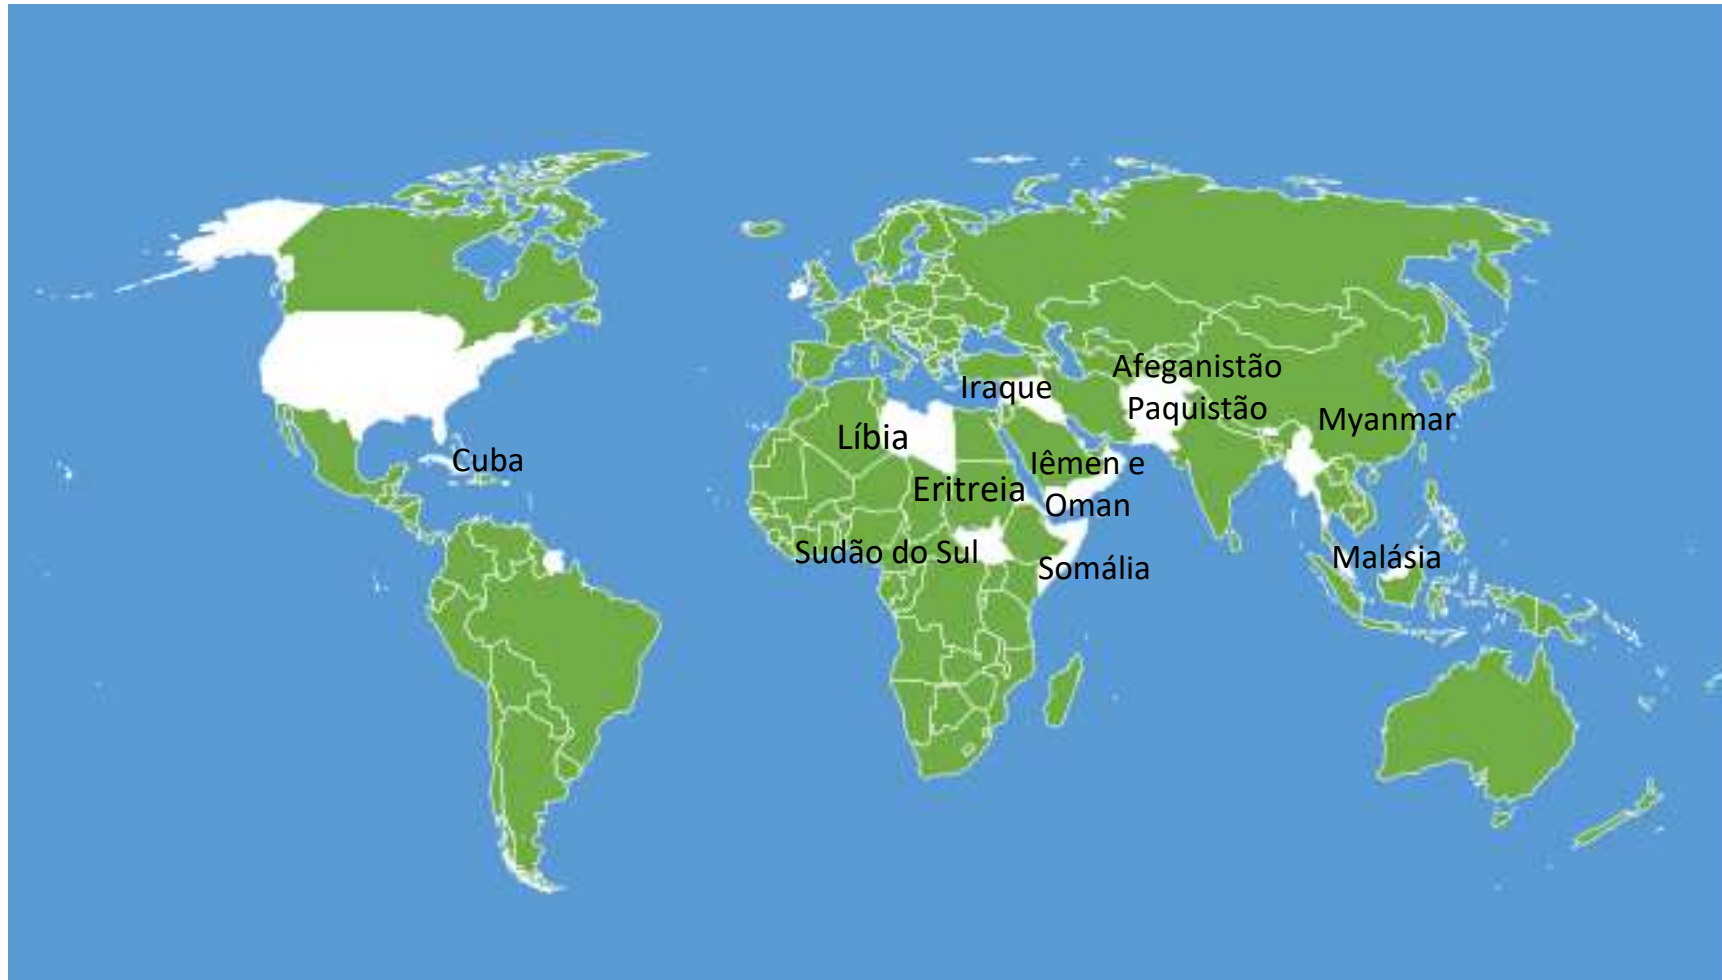 Afeganistão
Iraque
Paquistão
Myanmar
Líbia
Cuba
Iêmen e
Oman
Eritreia
Sudão do Sul
Somália
Malásia